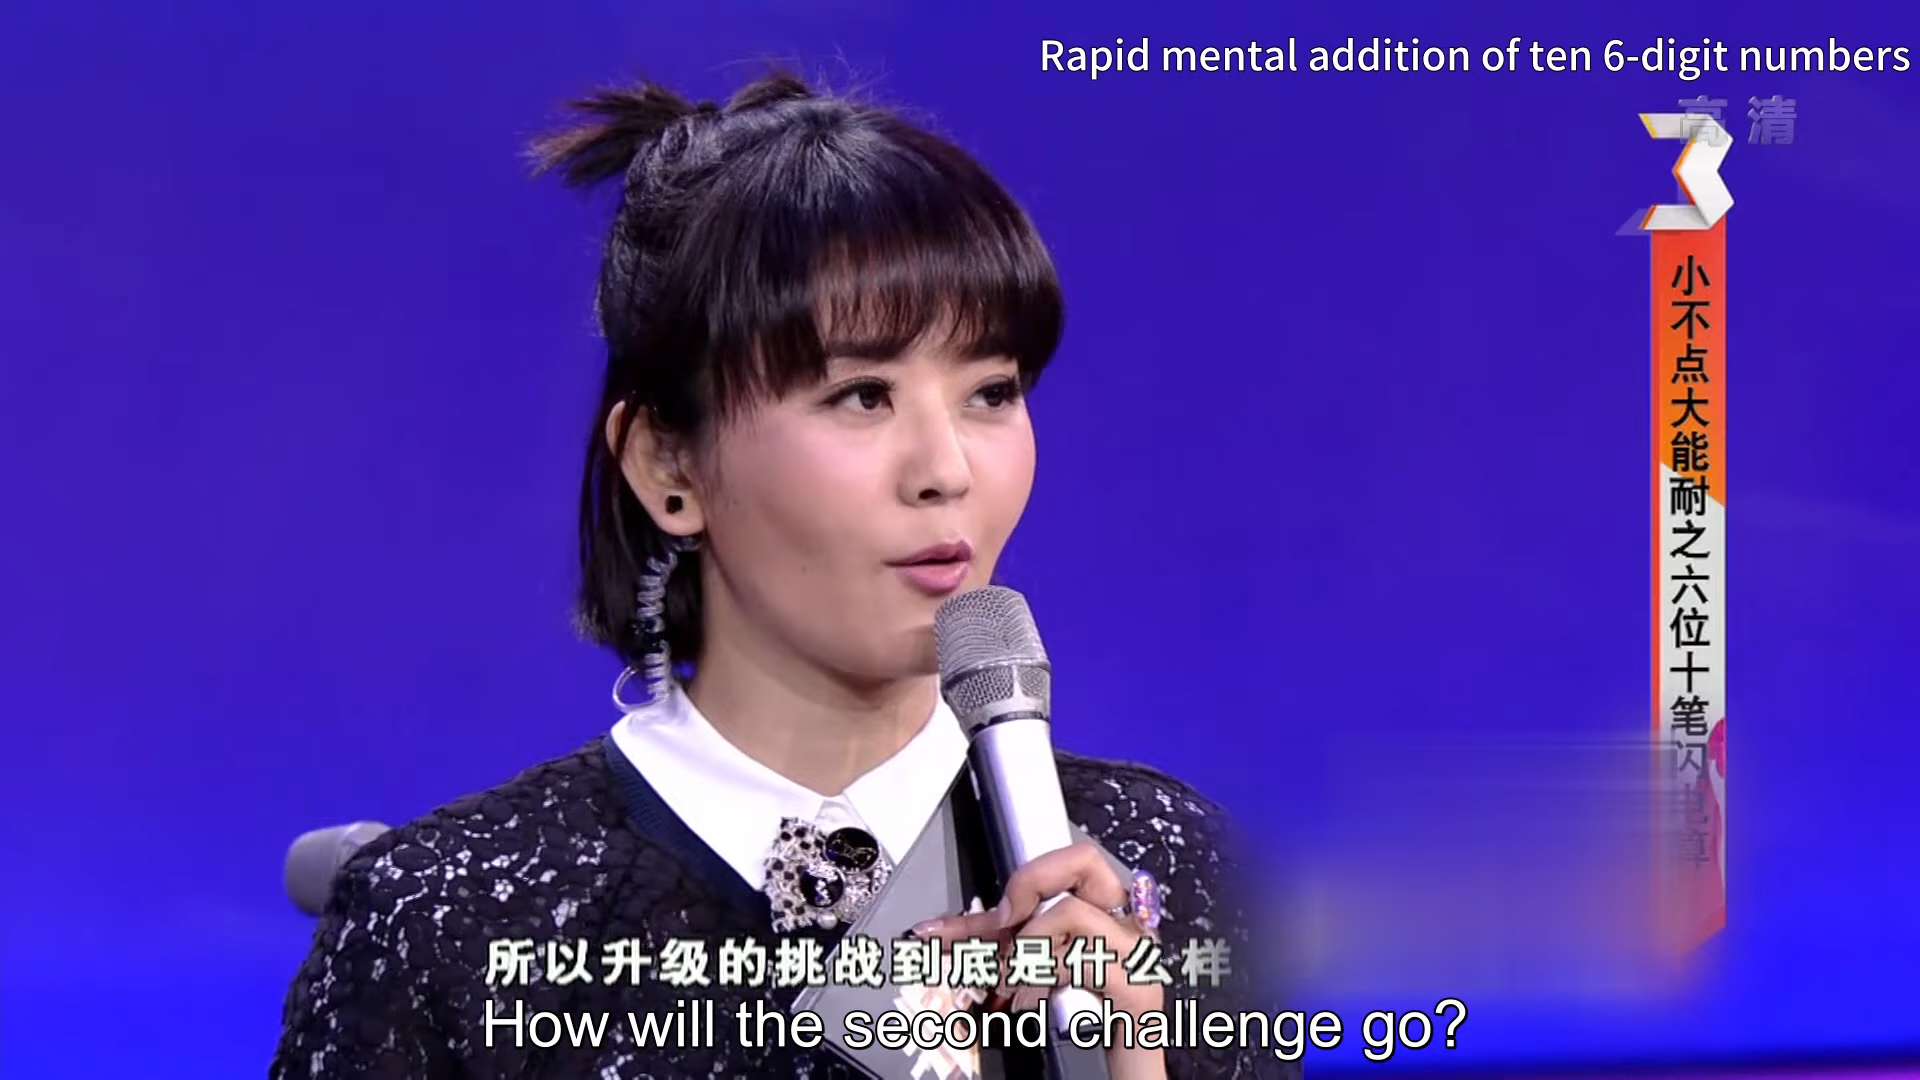 Rapid mental addition of ten 6-digit numbers
高清
3
小不点大能耐之六位十笔闪电算
所以升级的挑战到底是什么样
How will the second challenge go?